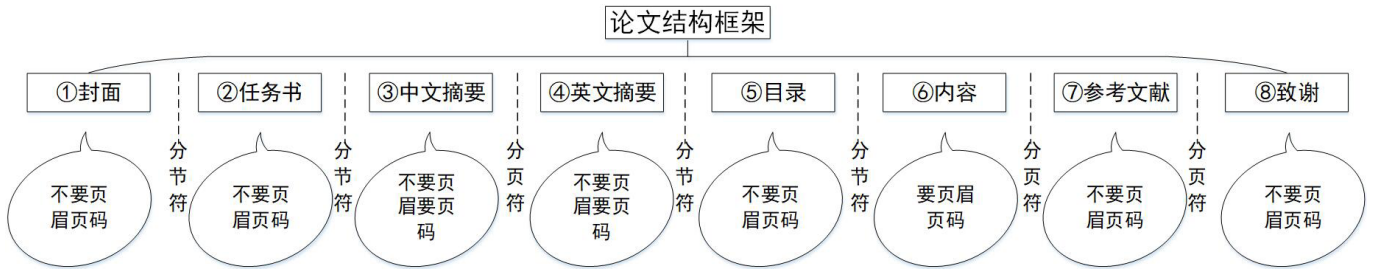 论文结构框架
①封面
②任务书
③中文摘要
④英文摘要
⑤目录
⑥内容
⑦参考文献
⑧致谢
分节符
分节符
分页符
分节符
分节符
分页符
分页符
不要页
眉页码
不要页
眉页码
不要页
眉要页
码
不要页
眉要页
码
不要页
眉页码
要页眉
页码
不要页
眉页码
不要页
眉页码